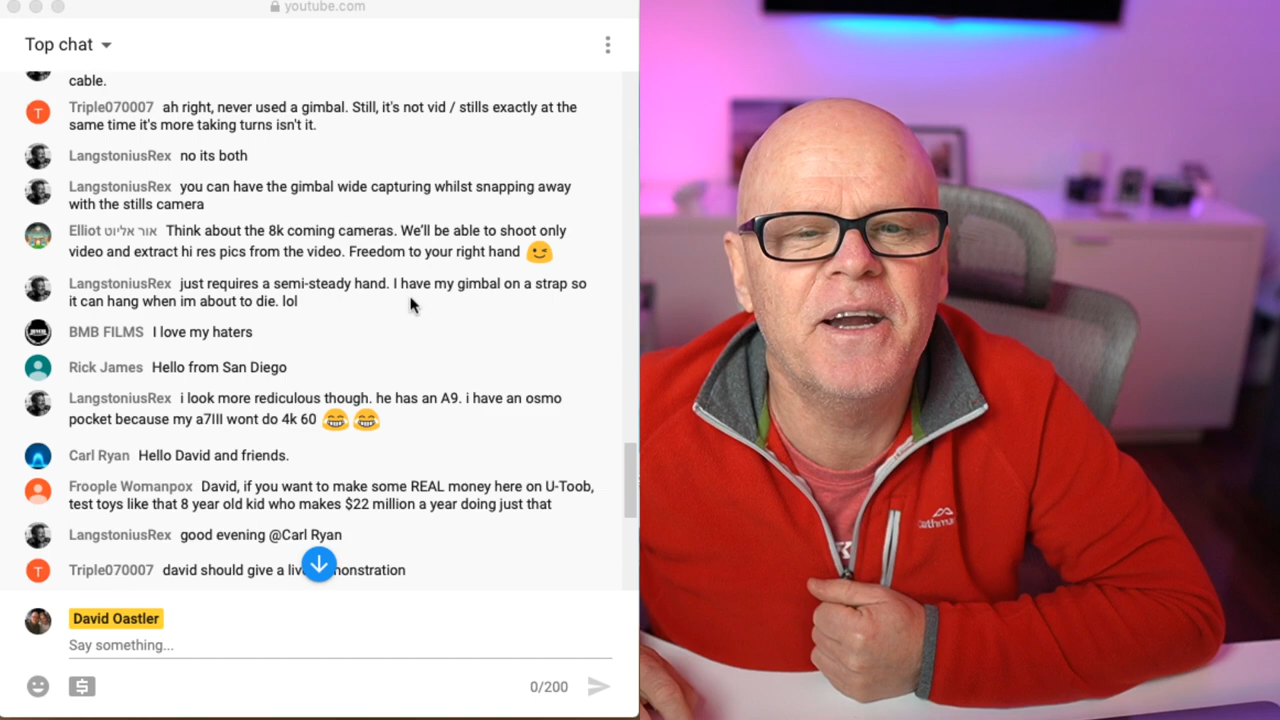 youtube.com
Top chat
cable.
T
Triple070007 ah right, never used a gimbal. Still, it's not vid / stills exactly at the
same time it's more taking turns isn't it.
LangstoniusRex no its both
LangstoniusRex you can have the gimbal wide capturing whilst snapping away
with the stills camera
Elliot אור אליוט Think about the 8k coming cameras. We'll be able to shoot only
video and extract hi res pics from the video. Freedom to your right hand 😉
LangstoniusRex just requires a semi-steady hand. I have my gimbal on a strap so
it can hang when im about to die. lol
BMB FILMS I love my haters
Rick James Hello from San Diego
LangstoniusRex i look more rediculous though. he has an A9. i have an osmo
pocket because my a7III wont do 4k 60 😂 😂
Carl Ryan Hello David and friends.
Froople Womanpox David, if you want to make some REAL money here on U-Toob,
test toys like that 8 year old kid who makes $22 million a year doing just that
LangstoniusRex good evening @Carl Ryan
T
Triple070007 david should give a liv monstration
David Oastler
Say something...
$
0/200